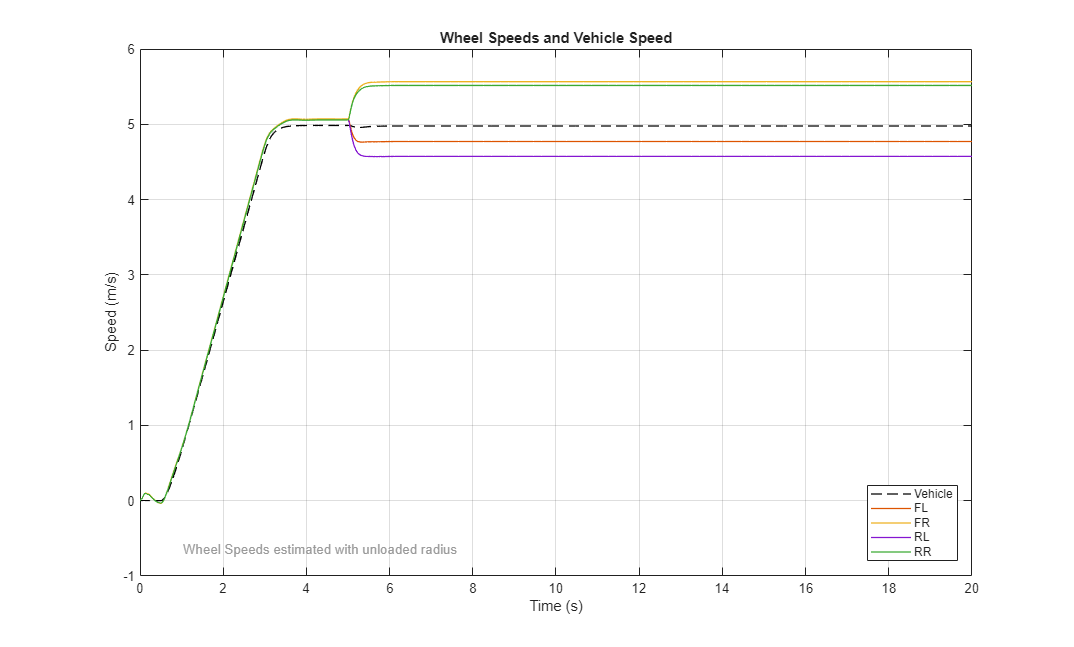 Wheel Speeds and Vehicle Speed
6
5
4
3
2
1
0
-1
Speed (m/s)
Wheel Speeds estimated with unloaded radius
Vehicle
FL
FR
RL
RR
0 2 4 6 8 10 12 14 16 18 20
Time (s)